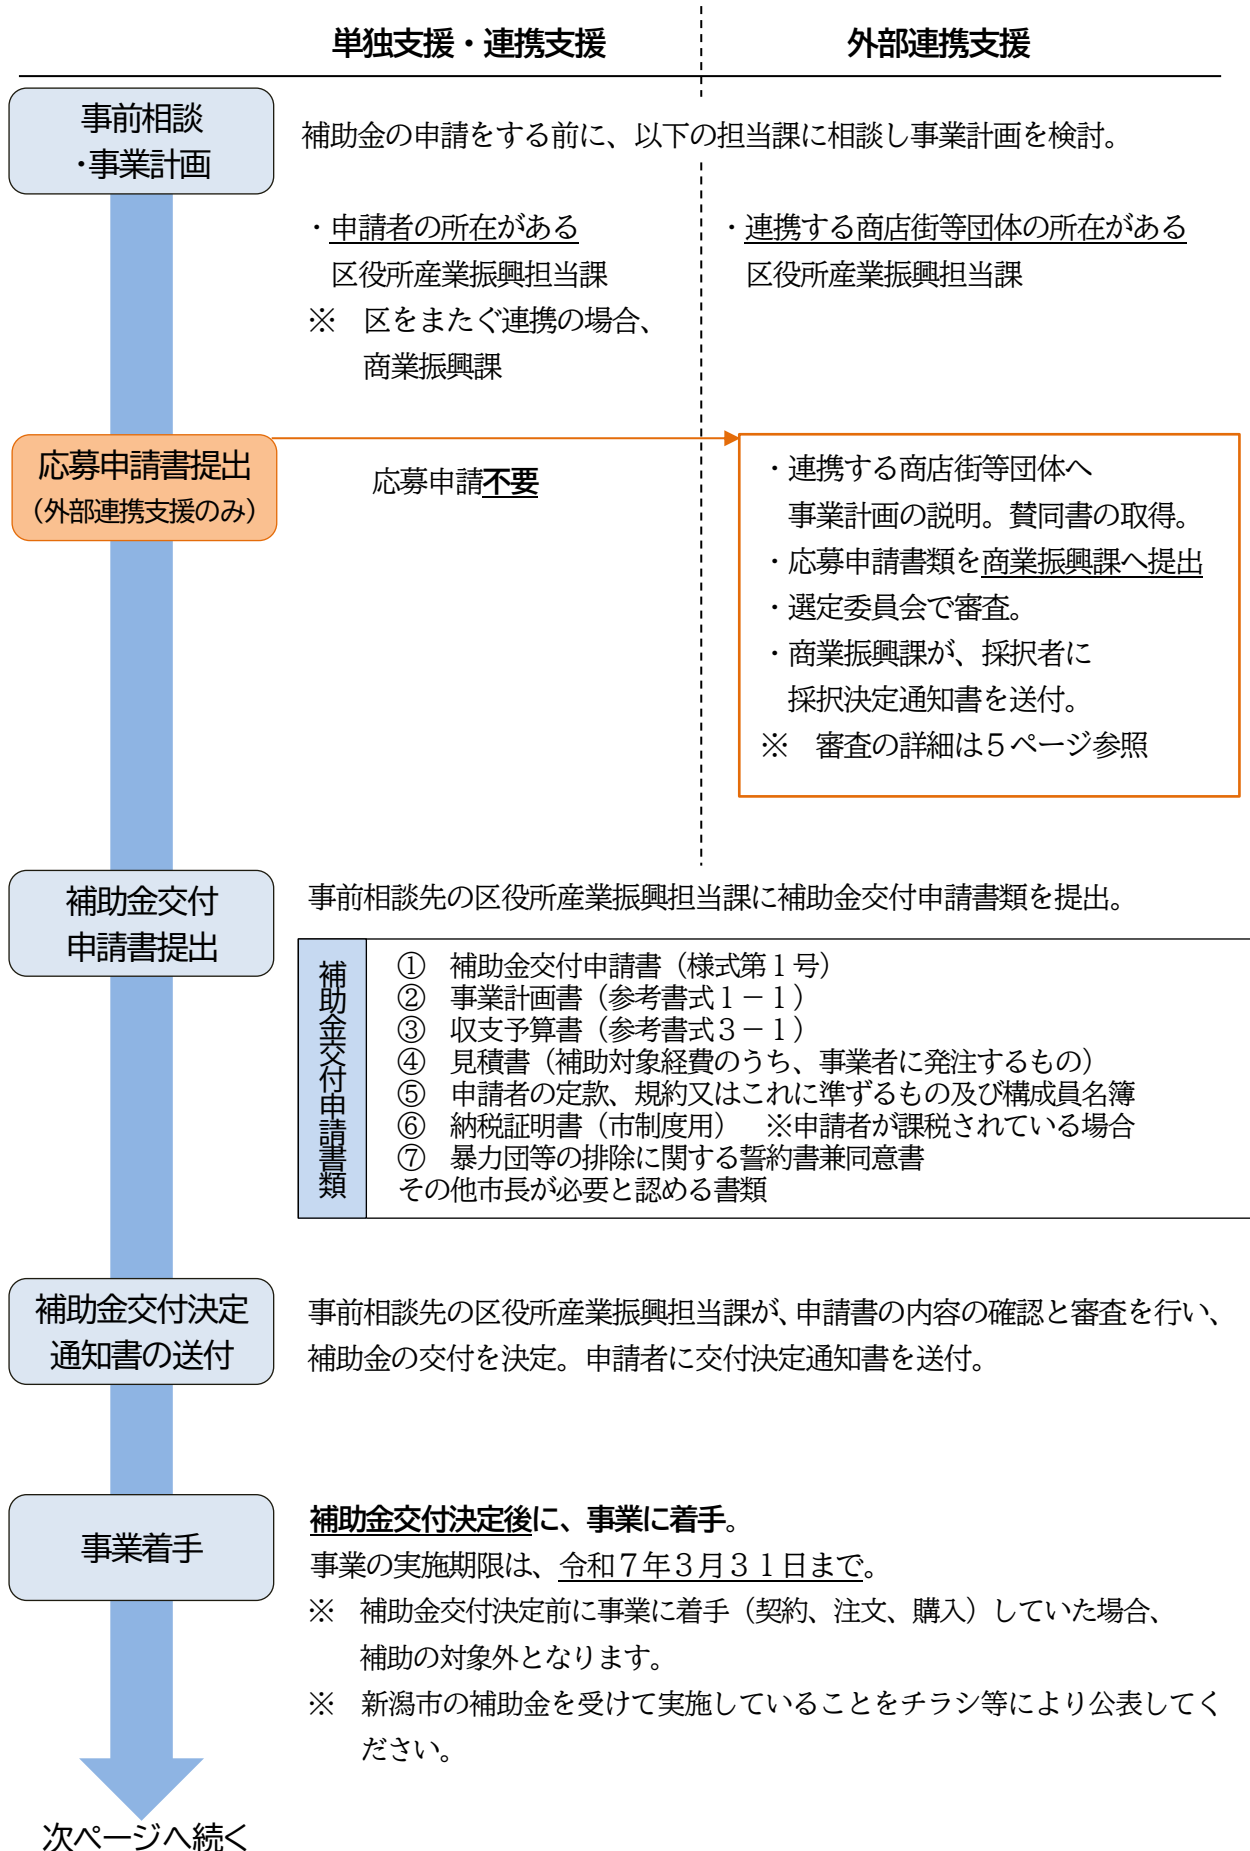 単独支援・連携支援
外部連携支援
事前相談
・事業計画
補助金の申請をする前に、以下の担当課に相談し事業計画を検討。
・申請者の所在がある
区役所産業振興担当課
※　区をまたぐ連携の場合、
商業振興課
・連携する商店街等団体の所在がある
区役所産業振興担当課
応募申請書提出
（外部連携支援のみ）
応募申請不要
・連携する商店街等団体へ
事業計画の説明。賛同書の取得。
・応募申請書類を商業振興課へ提出
・選定委員会で審査。
・商業振興課が、採択者に
採択決定通知書を送付。
※　審査の詳細は５ページ参照
補助金交付
申請書提出
事前相談先の区役所産業振興担当課に補助金交付申請書類を提出。
補助金交付申請書類
①　補助金交付申請書（様式第１号）
②　事業計画書（参考書式１－１）
③　収支予算書（参考書式３－１）
④　見積書（補助対象経費のうち、事業者に発注するもの）
⑤　申請者の定款、規約又はこれに準ずるもの及び構成員名簿
⑥　納税証明書（市制度用）　※申請者が課税されている場合
⑦　暴力団等の排除に関する誓約書兼同意書
その他市長が必要と認める書類
補助金交付決定
通知書の送付
事前相談先の区役所産業振興担当課が、申請書の内容の確認と審査を行い、
補助金の交付を決定。申請者に交付決定通知書を送付。
事業着手
補助金交付決定後に、事業に着手。
事業の実施期限は、令和７年３月３１日まで。
※　補助金交付決定前に事業に着手（契約、注文、購入）していた場合、
補助の対象外となります。
※　新潟市の補助金を受けて実施していることをチラシ等により公表してく
ださい。
次ページへ続く